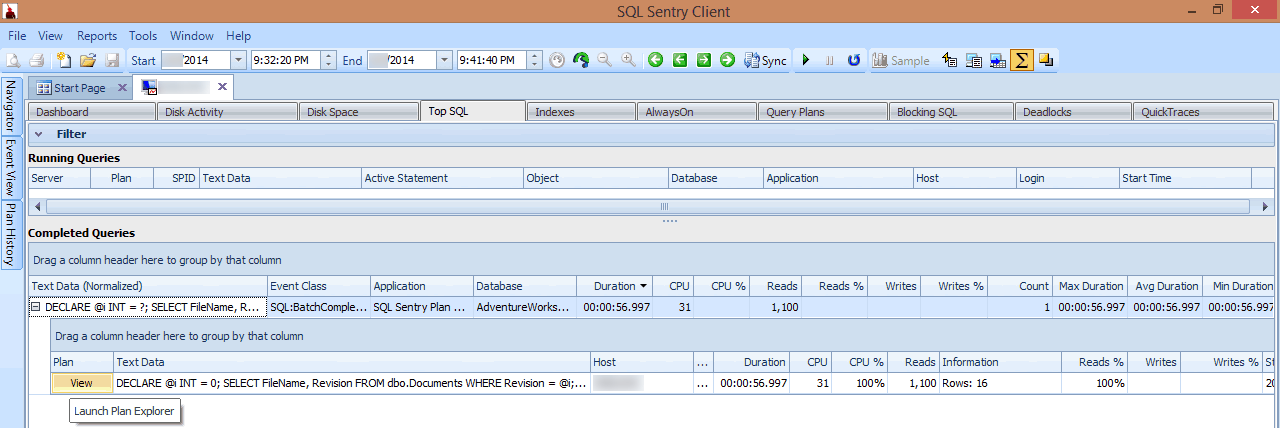 SQL Sentry Client
File View Reports Tools Window Help
Start /2014 9:32:20 PM End /2014 9:41:40 PM Sync Sample
Start Page
Navigator
Event View
Plan History
Dashboard Disk Activity Disk Space Top SQL Indexes AlwaysOn Query Plans Blocking SQL Deadlocks QuickTraces
Filter
Running Queries
Server Plan SPID Text Data Active Statement Object Database Application Host Login Start Time
Completed Queries
Drag a column header here to group by that column
Text Data (Normalized) Event Class Application Database Duration CPU CPU % Reads Reads % Writes Writes % Count Max Duration Avg Duration Min Duration
DECLARE @i INT = ?; SELECT FileName, R... SQL:BatchComple... SQL Sentry Plan ... AdventureWorks... 00:00:56.997 31 1,100 1 00:00:56.997 00:00:56.997 00:00:56.997
Drag a column header here to group by that column
Plan Text Data Host ... Duration CPU CPU % Reads Information Reads % Writes Writes % St
View DECLARE @i INT = 0; SELECT FileName, Revision FROM dbo.Documents WHERE Revision = @i;... ... 00:00:56.997 31 100% 1,100 Rows: 16 100% 20
Launch Plan Explorer